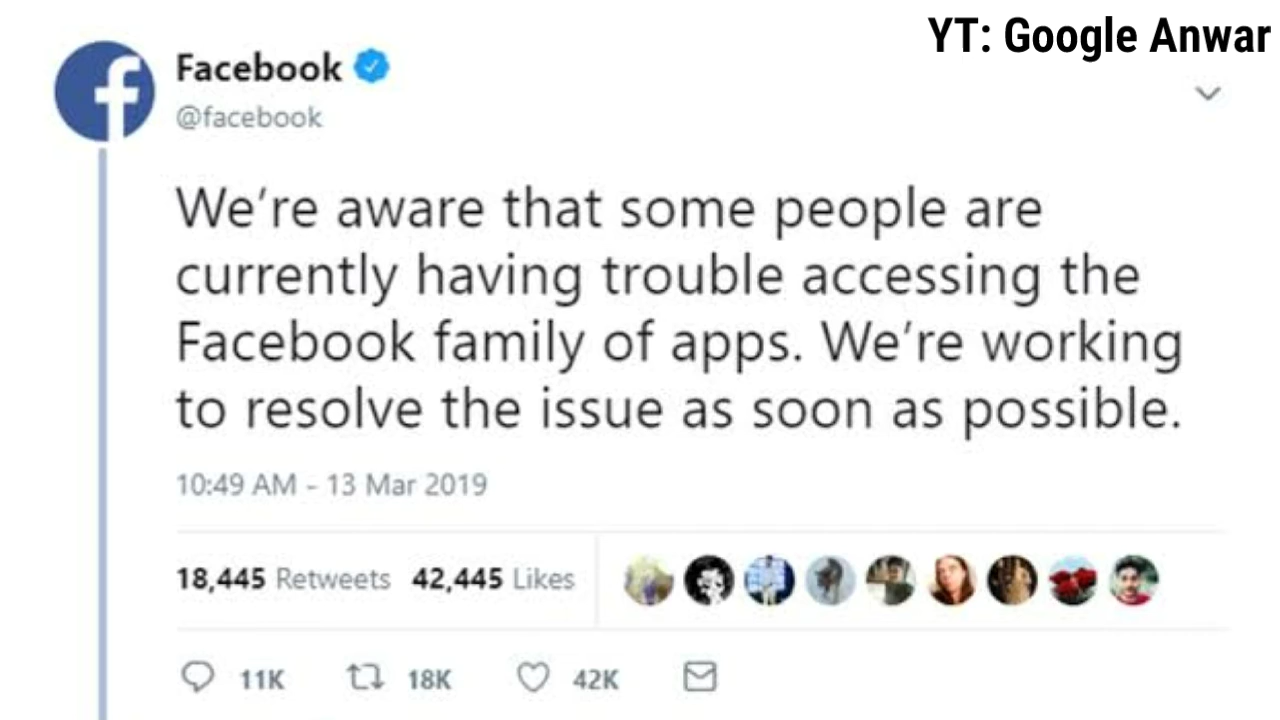 YT: Google Anwar
Facebook
@facebook
We're aware that some people are
currently having trouble accessing the
Facebook family of apps. We're working
to resolve the issue as soon as possible.
10:49 AM - 13 Mar 2019
18,445 Retweets 42,445 Likes
11K 18K 42K